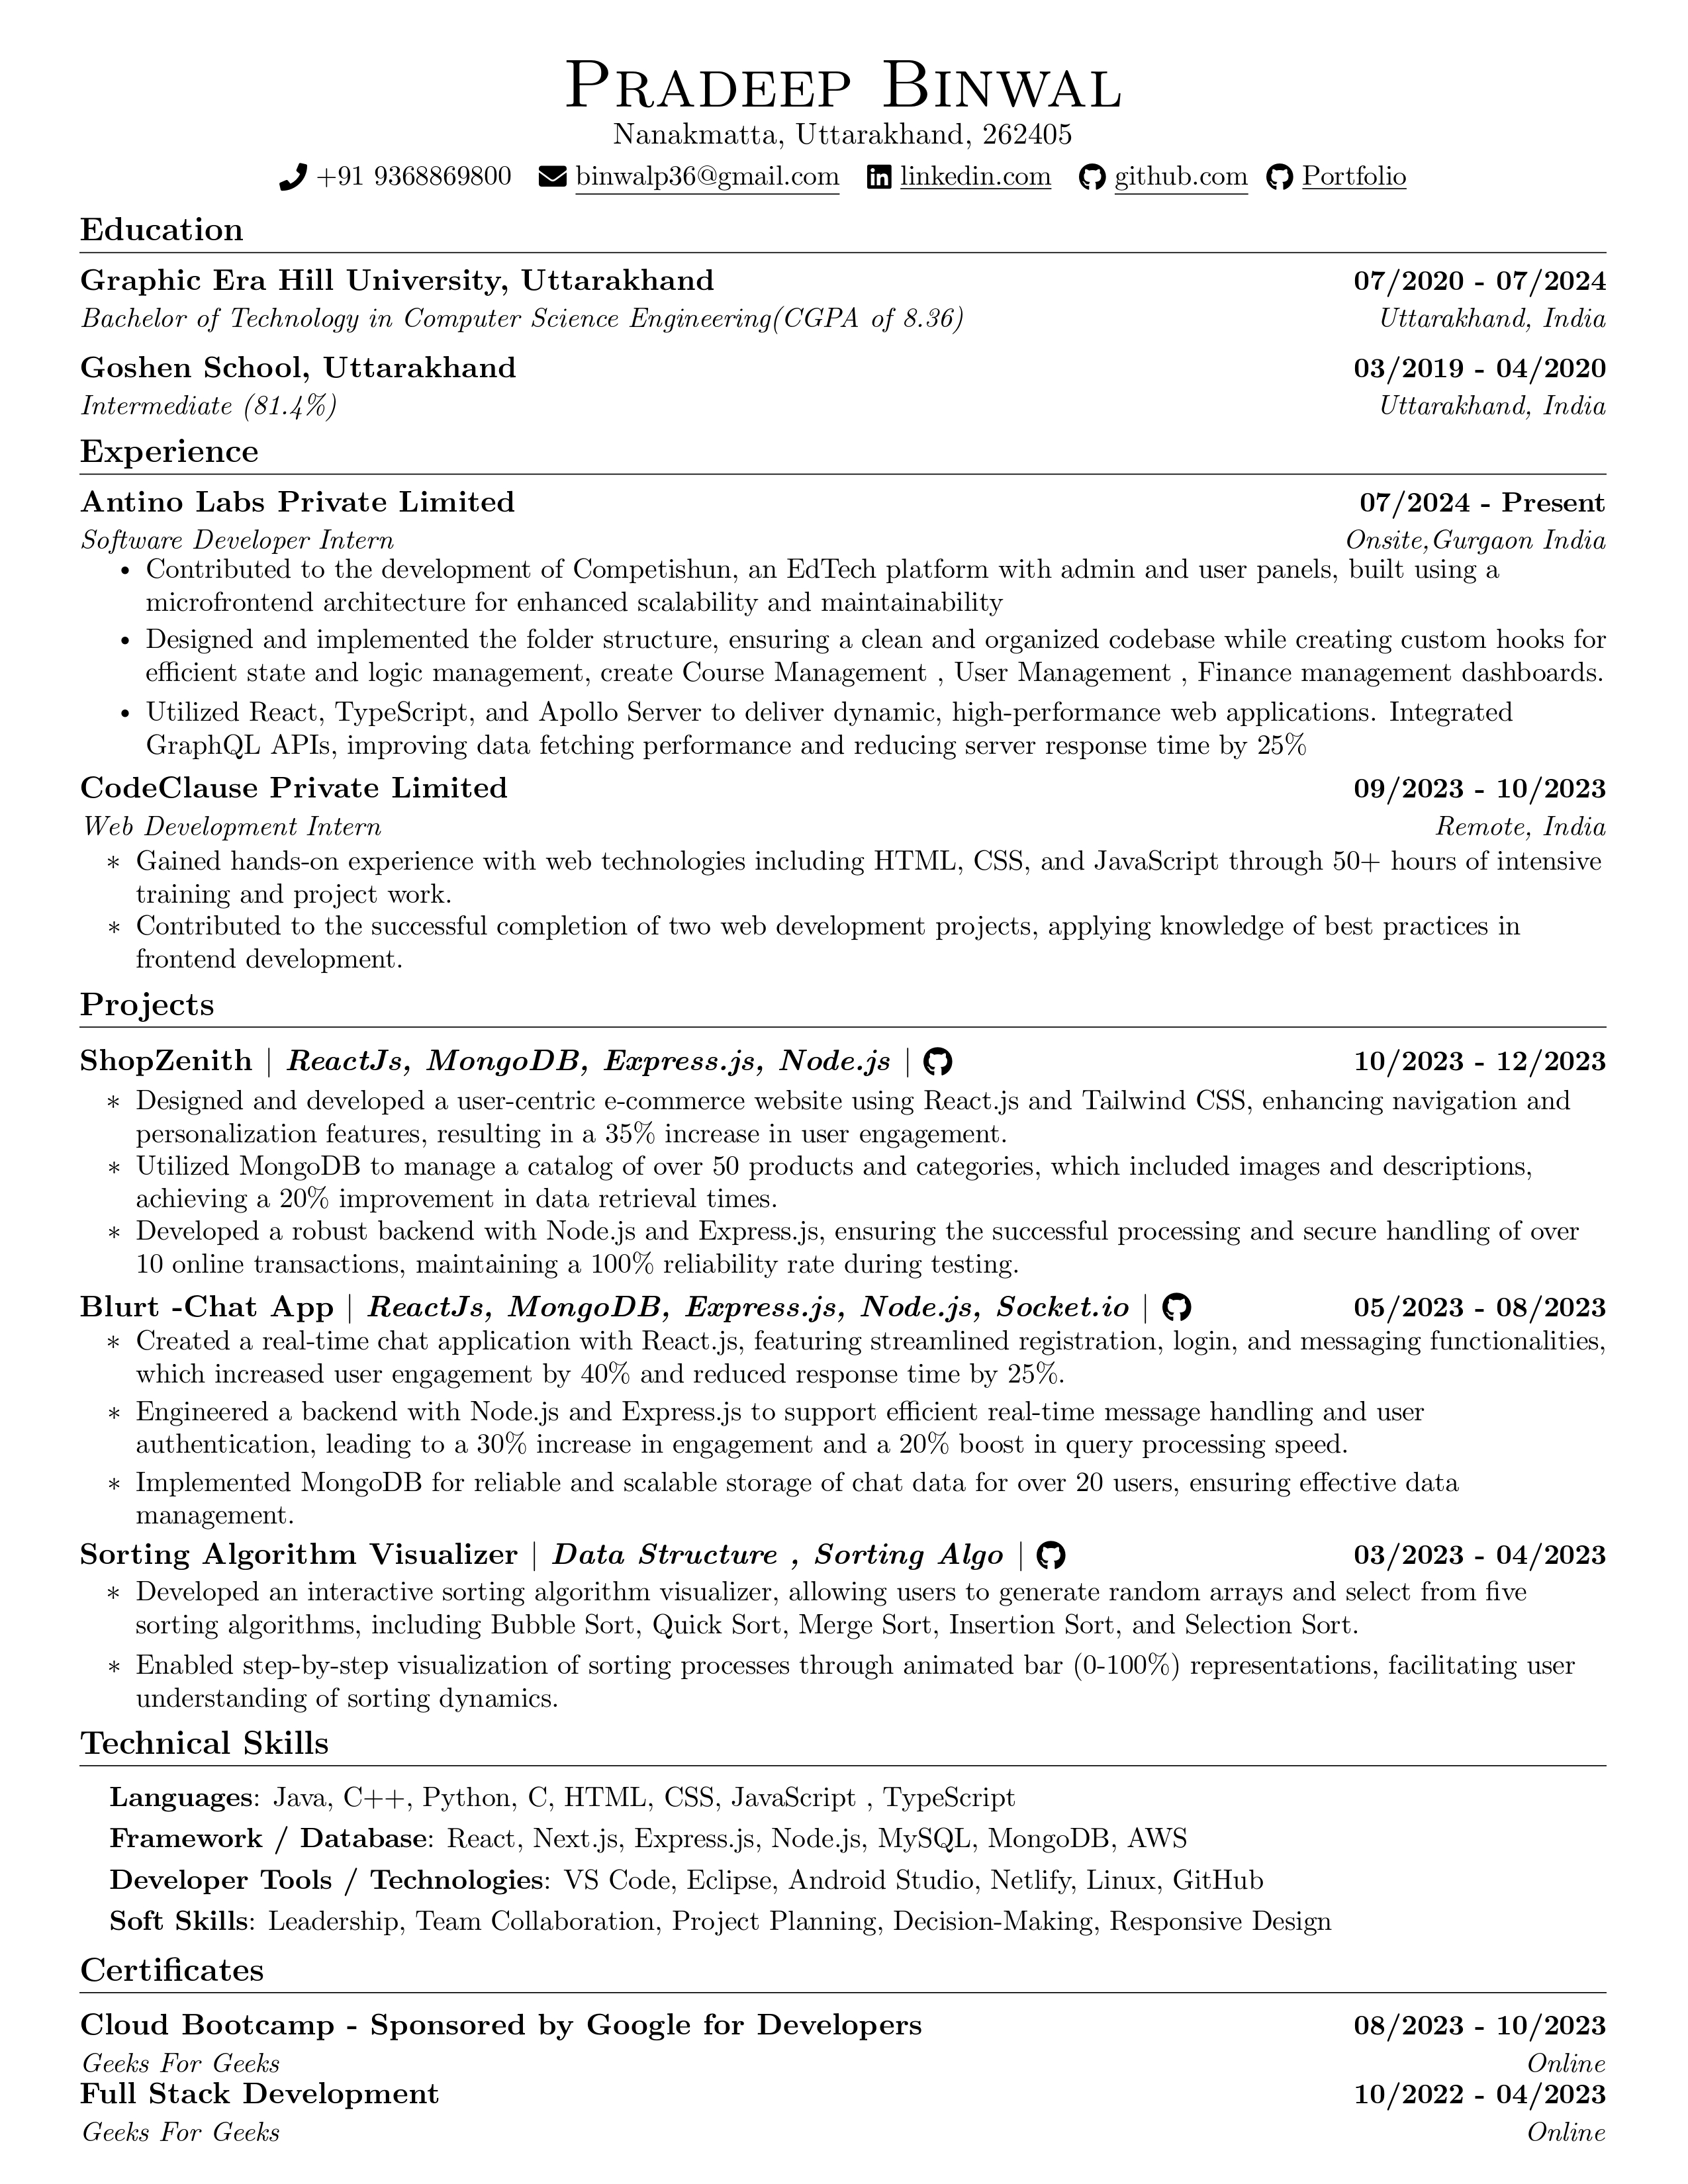 Pradeep Binwal
Nanakmatta, Uttarakhand, 262405
+91 9368869800 binwalp36@gmail.com linkedin.com github.com Portfolio
Education
Graphic Era Hill University, Uttarakhand 07/2020 - 07/2024
Bachelor of Technology in Computer Science Engineering(CGPA of 8.36) Uttarakhand, India
Goshen School, Uttarakhand 03/2019 - 04/2020
Intermediate (81.4%) Uttarakhand, India
Experience
Antino Labs Private Limited 07/2024 - Present
Software Developer Intern Onsite,Gurgaon India
• Contributed to the development of Competishun, an EdTech platform with admin and user panels, built using a
microfrontend architecture for enhanced scalability and maintainability
• Designed and implemented the folder structure, ensuring a clean and organized codebase while creating custom hooks for
efficient state and logic management, create Course Management , User Management , Finance management dashboards.
• Utilized React, TypeScript, and Apollo Server to deliver dynamic, high-performance web applications. Integrated
GraphQL APIs, improving data fetching performance and reducing server response time by 25%
CodeClause Private Limited 09/2023 - 10/2023
Web Development Intern Remote, India
* Gained hands-on experience with web technologies including HTML, CSS, and JavaScript through 50+ hours of intensive
training and project work.
* Contributed to the successful completion of two web development projects, applying knowledge of best practices in
frontend development.
Projects
ShopZenith | ReactJs, MongoDB, Express.js, Node.js | 10/2023 - 12/2023
* Designed and developed a user-centric e-commerce website using React.js and Tailwind CSS, enhancing navigation and
personalization features, resulting in a 35% increase in user engagement.
* Utilized MongoDB to manage a catalog of over 50 products and categories, which included images and descriptions,
achieving a 20% improvement in data retrieval times.
* Developed a robust backend with Node.js and Express.js, ensuring the successful processing and secure handling of over
10 online transactions, maintaining a 100% reliability rate during testing.
Blurt -Chat App | ReactJs, MongoDB, Express.js, Node.js, Socket.io | 05/2023 - 08/2023
* Created a real-time chat application with React.js, featuring streamlined registration, login, and messaging functionalities,
which increased user engagement by 40% and reduced response time by 25%.
* Engineered a backend with Node.js and Express.js to support efficient real-time message handling and user
authentication, leading to a 30% increase in engagement and a 20% boost in query processing speed.
* Implemented MongoDB for reliable and scalable storage of chat data for over 20 users, ensuring effective data
management.
Sorting Algorithm Visualizer | Data Structure , Sorting Algo | 03/2023 - 04/2023
* Developed an interactive sorting algorithm visualizer, allowing users to generate random arrays and select from five
sorting algorithms, including Bubble Sort, Quick Sort, Merge Sort, Insertion Sort, and Selection Sort.
* Enabled step-by-step visualization of sorting processes through animated bar (0-100%) representations, facilitating user
understanding of sorting dynamics.
Technical Skills
Languages: Java, C++, Python, C, HTML, CSS, JavaScript , TypeScript
Framework / Database: React, Next.js, Express.js, Node.js, MySQL, MongoDB, AWS
Developer Tools / Technologies: VS Code, Eclipse, Android Studio, Netlify, Linux, GitHub
Soft Skills: Leadership, Team Collaboration, Project Planning, Decision-Making, Responsive Design
Certificates
Cloud Bootcamp - Sponsored by Google for Developers 08/2023 - 10/2023
Geeks For Geeks Online
Full Stack Development 10/2022 - 04/2023
Geeks For Geeks Online